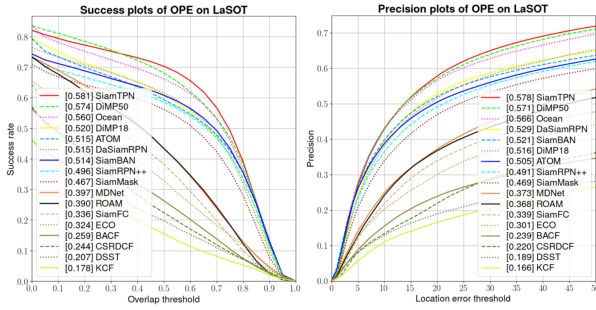 Success plots of OPE on LaSOT
Success rate
0.8
0.7
0.6
0.5
0.4
0.3
0.2
0.1
0.0
[0.581] SiamTPN
[0.574] DiMP50
[0.560] Ocean
[0.520] DiMP18
[0.515] ATOM
[0.515] DaSiamRPN
[0.514] SiamBAN
[0.496] SiamRPN++
[0.467] SiamMask
[0.397] MDNet
[0.390] ROAM
[0.336] SiamFC
[0.324] ECO
[0.259] BACF
[0.244] CSRDCF
[0.207] DSST
[0.178] KCF
0.0 0.1 0.2 0.3 0.4 0.5 0.6 0.7 0.8 0.9 1.0
Overlap threshold
Precision plots of OPE on LaSOT
Precision
0.7
0.6
0.5
0.4
0.3
0.2
0.1
0.0
[0.578] SiamTPN
[0.571] DiMP50
[0.566] Ocean
[0.529] DaSiamRPN
[0.521] SiamBAN
[0.516] DiMP18
[0.505] ATOM
[0.491] SiamRPN++
[0.469] SiamMask
[0.373] MDNet
[0.368] ROAM
[0.339] SiamFC
[0.301] ECO
[0.239] BACF
[0.220] CSRDCF
[0.189] DSST
[0.166] KCF
0 5 10 15 20 25 30 35 40 45 50
Location error threshold